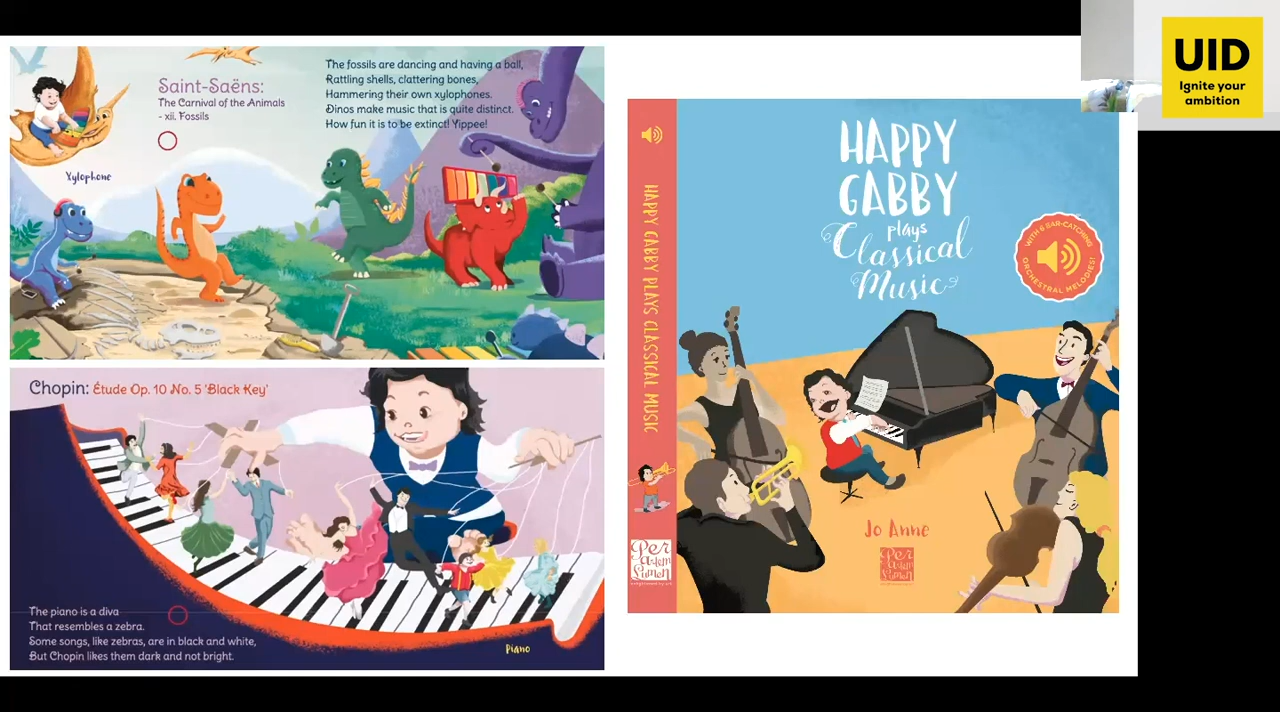 Saint-Saëns:
The Carnival of the Animals
- xii. Fossils
The fossils are dancing and having a ball,
Rattling shells, clattering bones,
Hammering their own xylophones.
Dinos make music that is quite distinct.
How fun it is to be extinct! Yippee!
Xylophone
Chopin: Étude Op. 10 No. 5 'Black Key'
The piano is a diva
That resembles a zebra.
Some songs, like zebras, are in black and white,
But Chopin likes them dark and not bright.
Piano
HAPPY GABBY PLAYS CLASSICAL MUSIC
Per
Asem
Lumen
HAPPY
GABBY
plays
Classical
Music
WITH 6 EAR-CATCHING
ORCHESTRAL MELODIES!
Jo Anne
Per
Lumen
UID
Ignite your
ambition